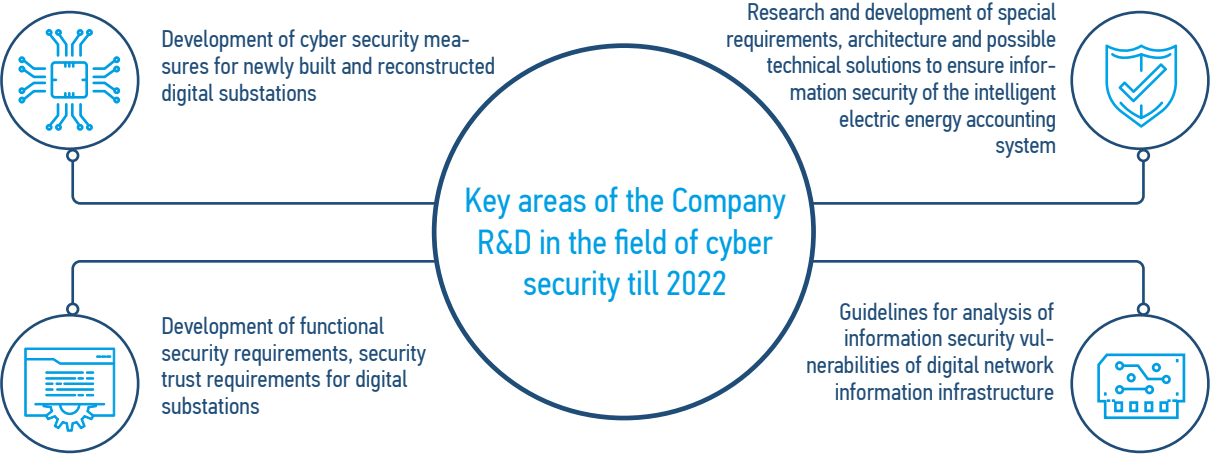 Development of cyber security mea-
sures for newly built and reconstructed
digital substations
Research and development of special
requirements, architecture and possible
technical solutions to ensure infor-
mation security of the intelligent
electric energy accounting
system
Key areas of the Company
R&D in the field of cyber
security till 2022
Development of functional
security requirements, security
trust requirements for digital
substations
Guidelines for analysis of
information security vul-
nerabilities of digital network
information infrastructure